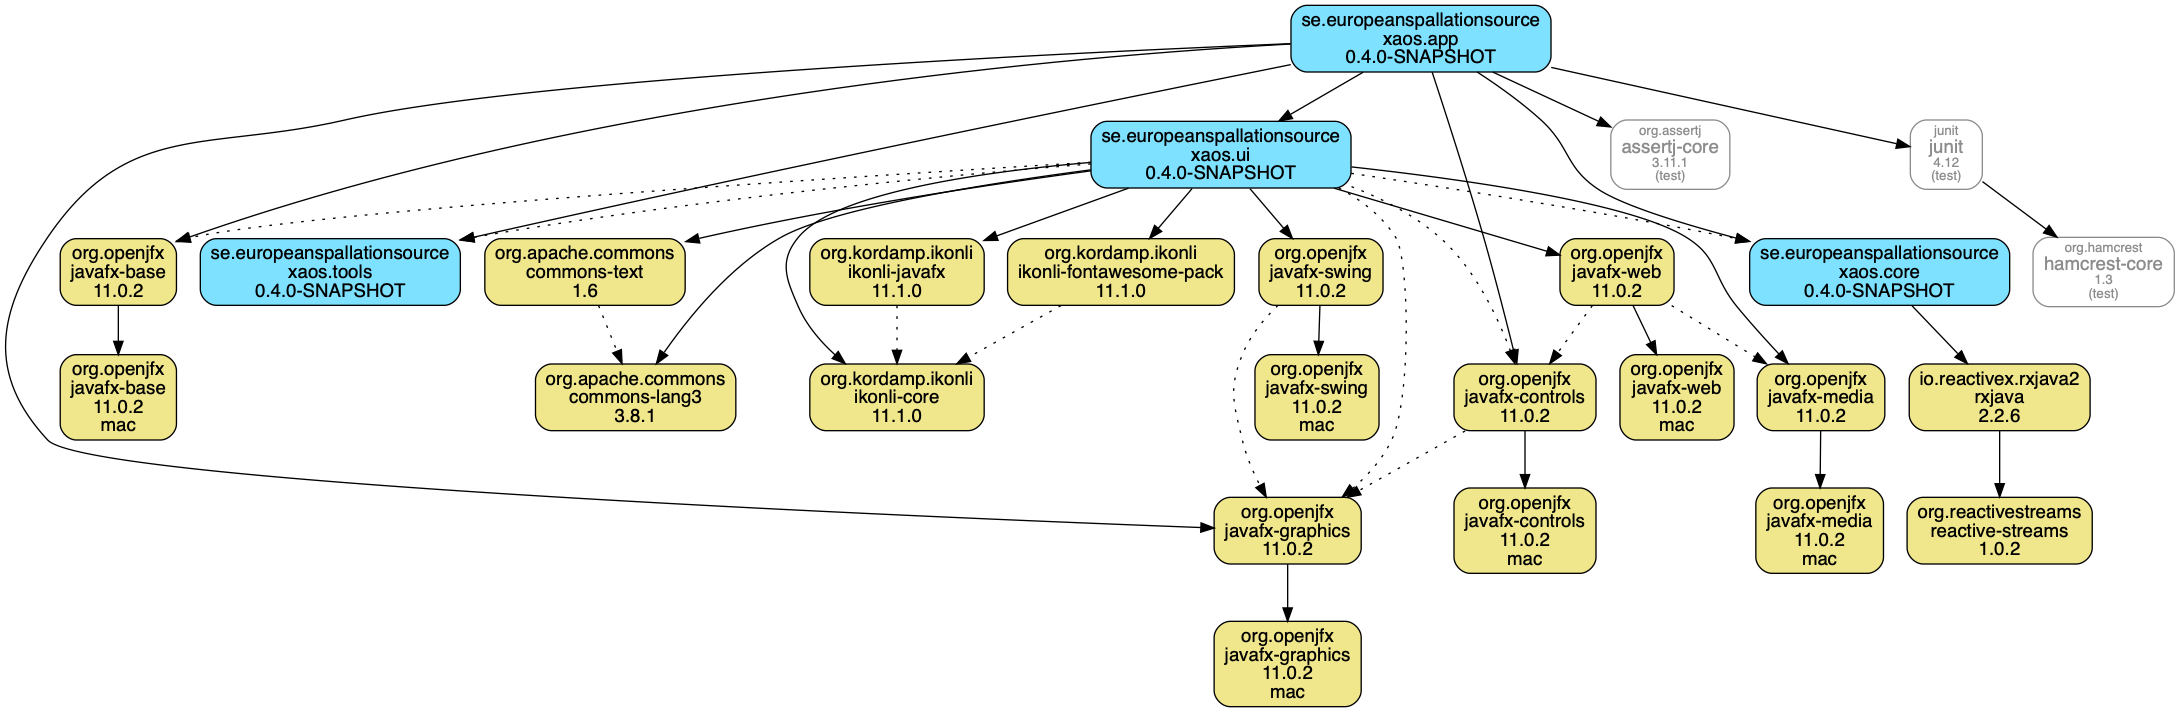 se.europeanspallationsource
xaos.app
0.4.0-SNAPSHOT
se.europeanspallationsource
xaos.ui
0.4.0-SNAPSHOT
org.assertj
assertj-core
3.11.1
(test)
junit
junit
4.12
(test)
org.openjfx
javafx-base
11.0.2
se.europeanspallationsource
xaos.tools
0.4.0-SNAPSHOT
org.apache.commons
commons-text
1.6
org.kordamp.ikonli
ikonli-javafx
11.1.0
org.kordamp.ikonli
ikonli-fontawesome-pack
11.1.0
org.openjfx
javafx-swing
11.0.2
org.openjfx
javafx-web
11.0.2
se.europeanspallationsource
xaos.core
0.4.0-SNAPSHOT
org.hamcrest
hamcrest-core
1.3
(test)
org.openjfx
javafx-base
11.0.2
mac
org.apache.commons
commons-lang3
3.8.1
org.kordamp.ikonli
ikonli-core
11.1.0
org.openjfx
javafx-swing
11.0.2
mac
org.openjfx
javafx-controls
11.0.2
org.openjfx
javafx-web
11.0.2
mac
org.openjfx
javafx-media
11.0.2
io.reactivex.rxjava2
rxjava
2.2.6
org.openjfx
javafx-graphics
11.0.2
org.openjfx
javafx-controls
11.0.2
mac
org.openjfx
javafx-media
11.0.2
mac
org.reactivestreams
reactive-streams
1.0.2
org.openjfx
javafx-graphics
11.0.2
mac